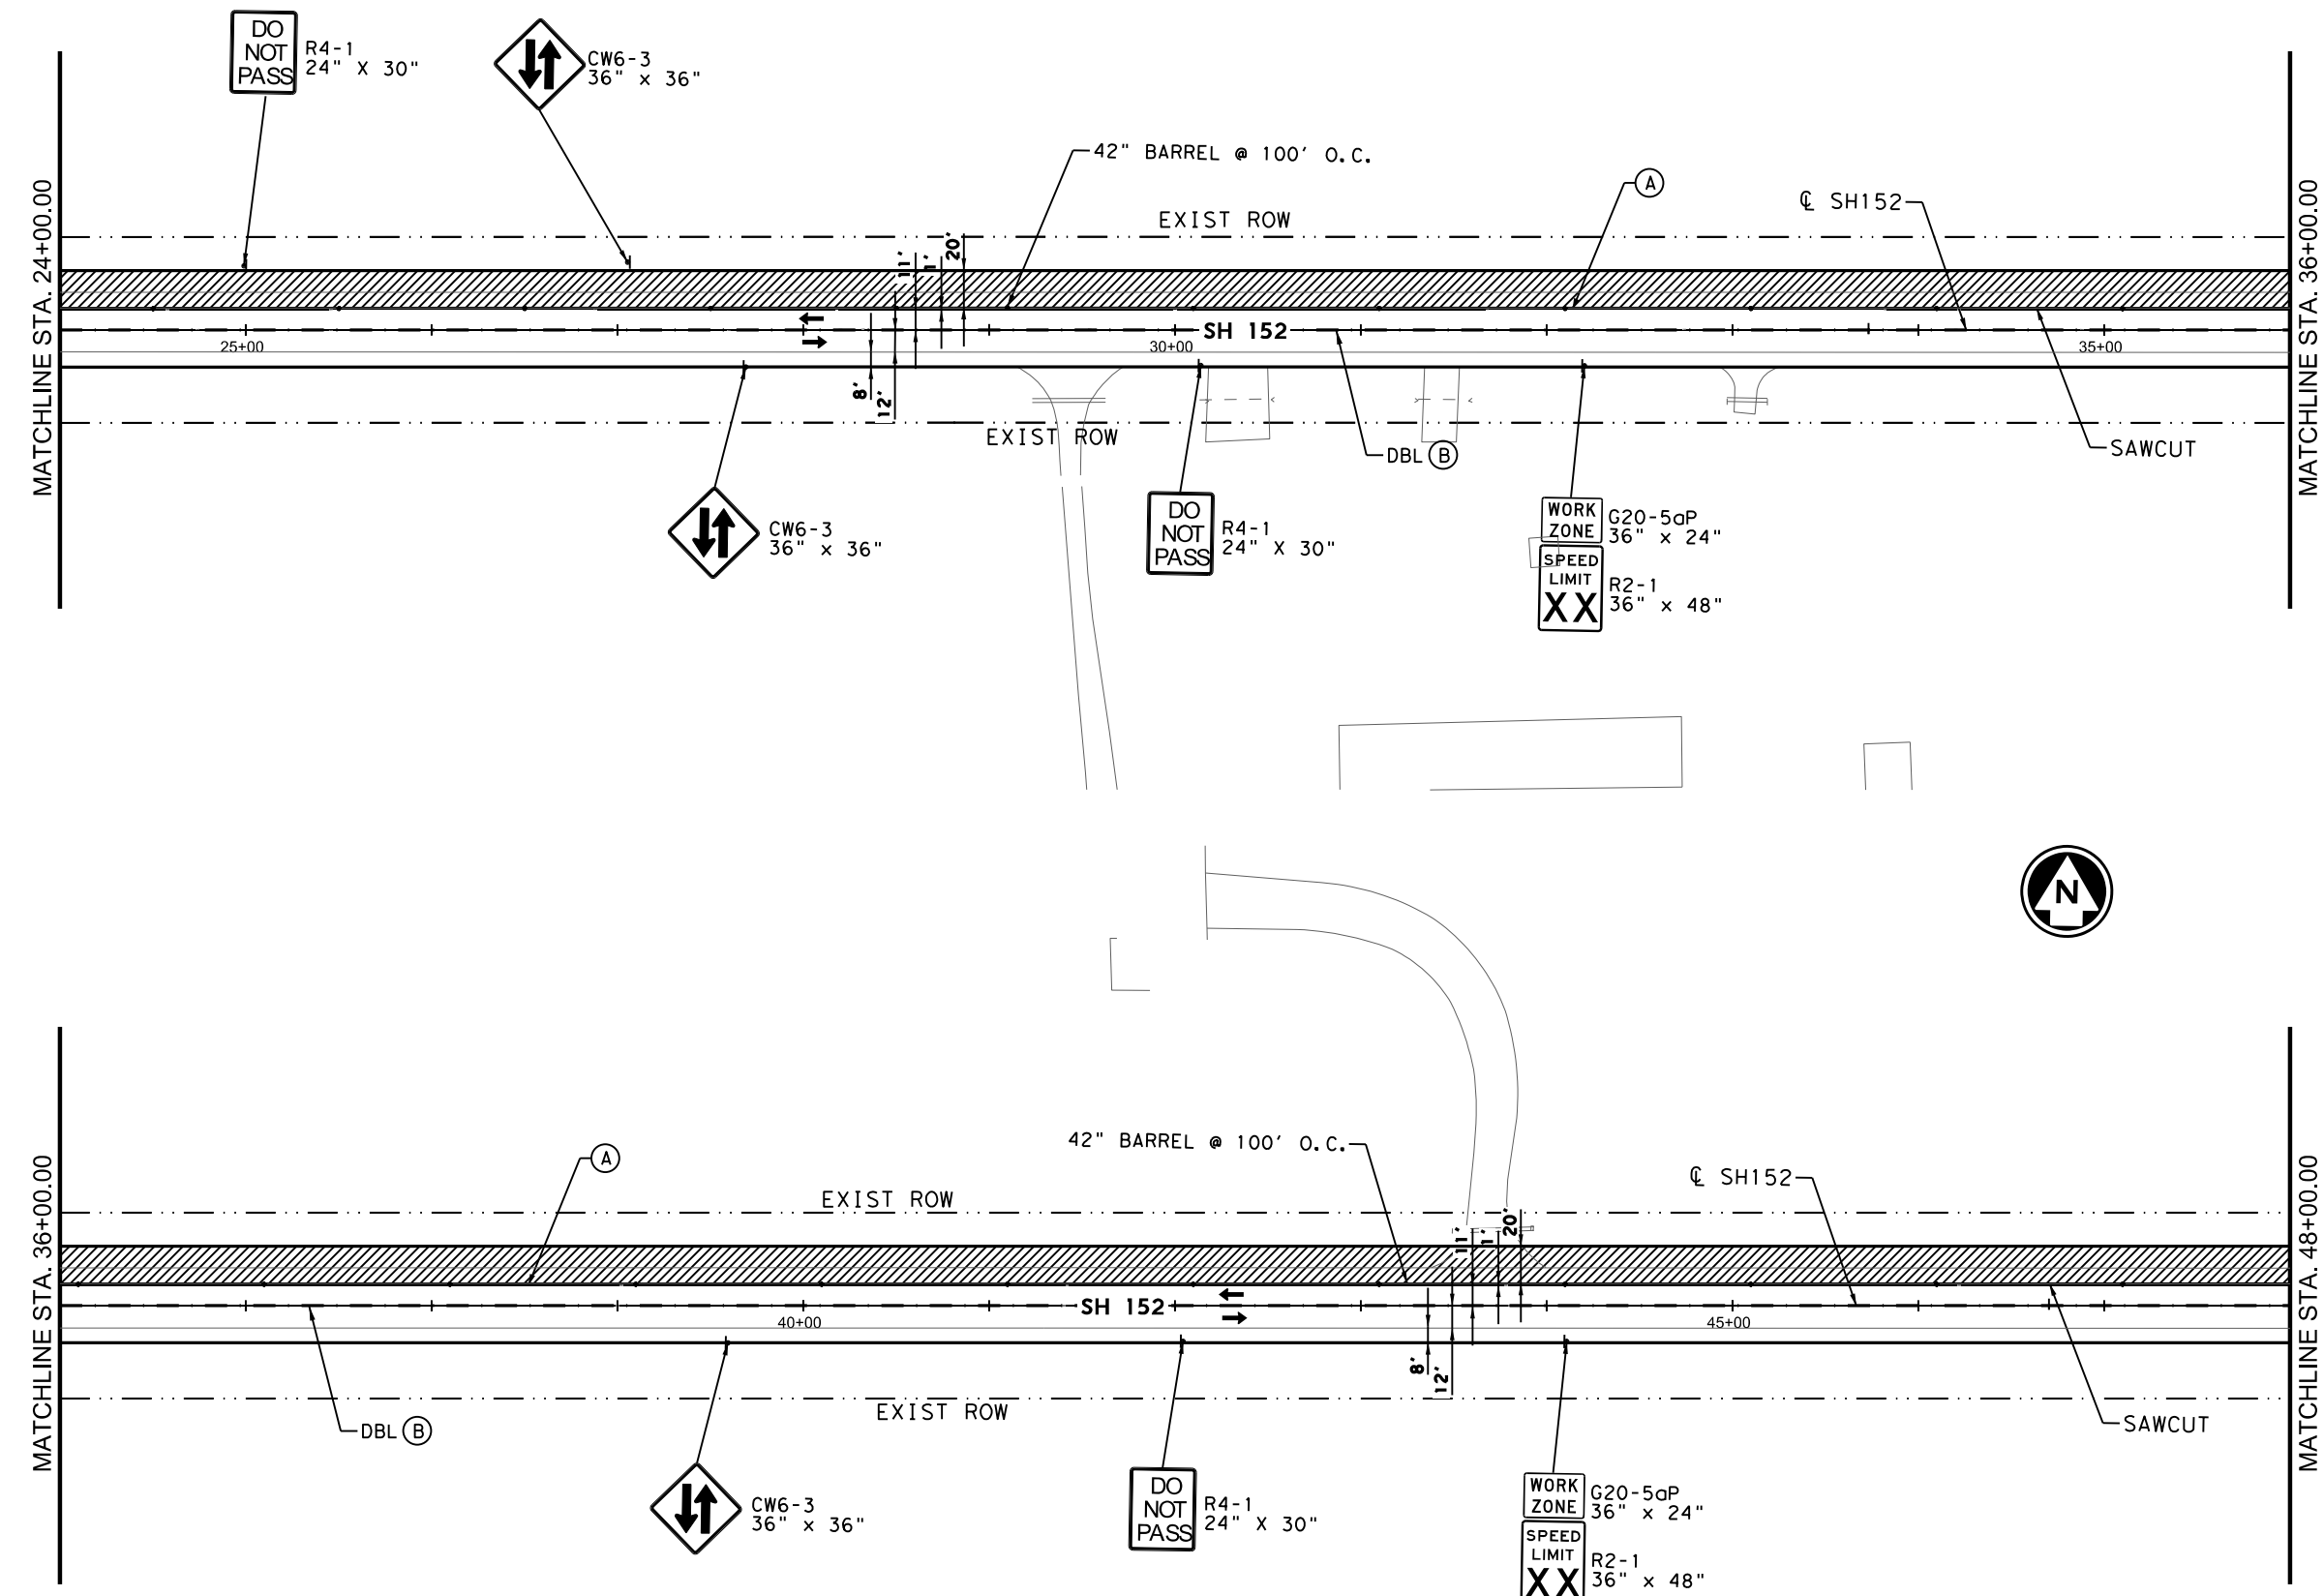 DO
NOT
PASS
R4-1
24" X 30"
CW6-3
36" x 36"
42" BARREL @ 100' O.C.
A
℄ SH152
EXIST ROW
MATCHLINE STA. 24+00.00
MATCHLINE STA. 36+00.00
11'
1'
20'
SH 152
25+00
30+00
35+00
8'
12'
EXIST ROW
DBL B
SAWCUT
CW6-3
36" x 36"
DO
NOT
PASS
R4-1
24" X 30"
WORK
ZONE
G20-5aP
36" x 24"
SPEED
LIMIT
XX
R2-1
36" x 48"
N
42" BARREL @ 100' O.C.
A
℄ SH152
EXIST ROW
MATCHLINE STA. 36+00.00
MATCHLINE STA. 48+00.00
11'
1'
20'
SH 152
40+00
45+00
8'
12'
EXIST ROW
DBL B
SAWCUT
CW6-3
36" x 36"
DO
NOT
PASS
R4-1
24" X 30"
WORK
ZONE
G20-5aP
36" x 24"
SPEED
LIMIT
XX
R2-1
36" x 48"